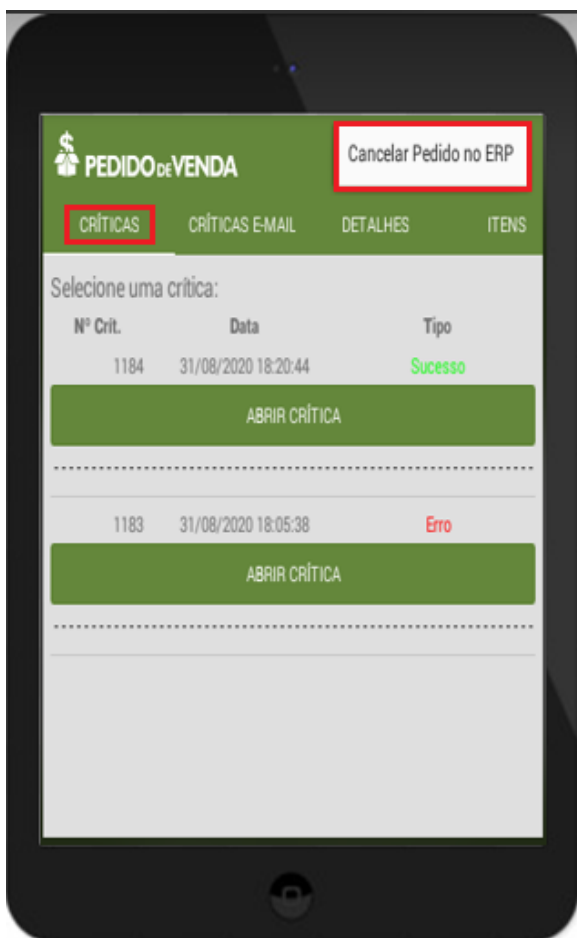 PEDIDO DE VENDA
Cancelar Pedido no ERP
CRÍTICAS CRÍTICAS E-MAIL DETALHES ITENS
Selecione uma crítica:
Nº Crít. Data Tipo
1184 31/08/2020 18:20:44 Sucesso
ABRIR CRÍTICA
1183 31/08/2020 18:05:38 Erro
ABRIR CRÍTICA